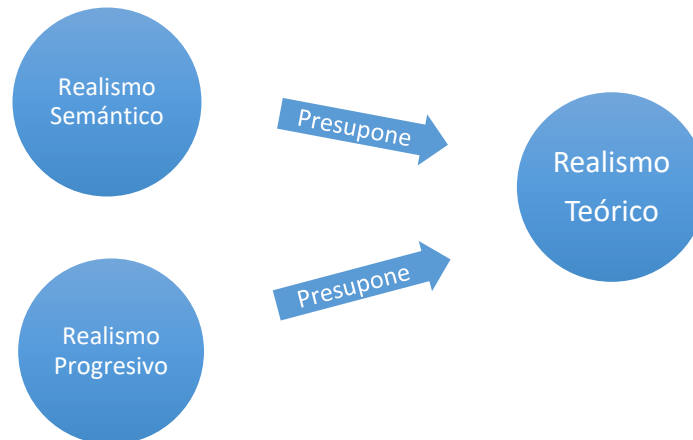 Realismo
Semántico
Presupone
Realismo
Teórico
Presupone
Realismo
Progresivo